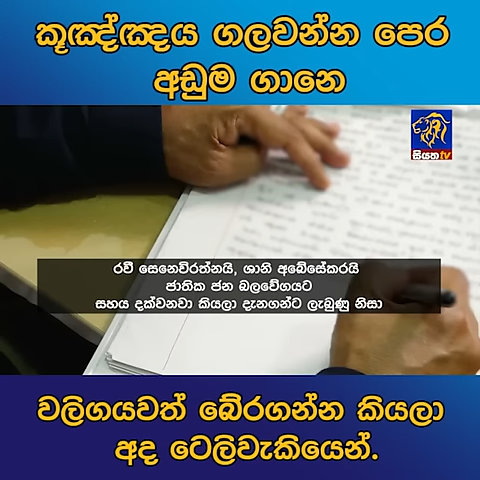 කූඤ්ඤය ගලවන්න පෙර
අඩුම ගානෙ
සියත tv
රවී සෙනෙවිරත්නයි, ශානි අබේසේකරයි
ජාතික ජන බලවේගයට
සහය දක්වනවා කියලා දැනගන්ට ලැබුණු නිසා
වලිගයවත් බේරගන්න කියලා
අද ටෙලිවැකියෙන්.